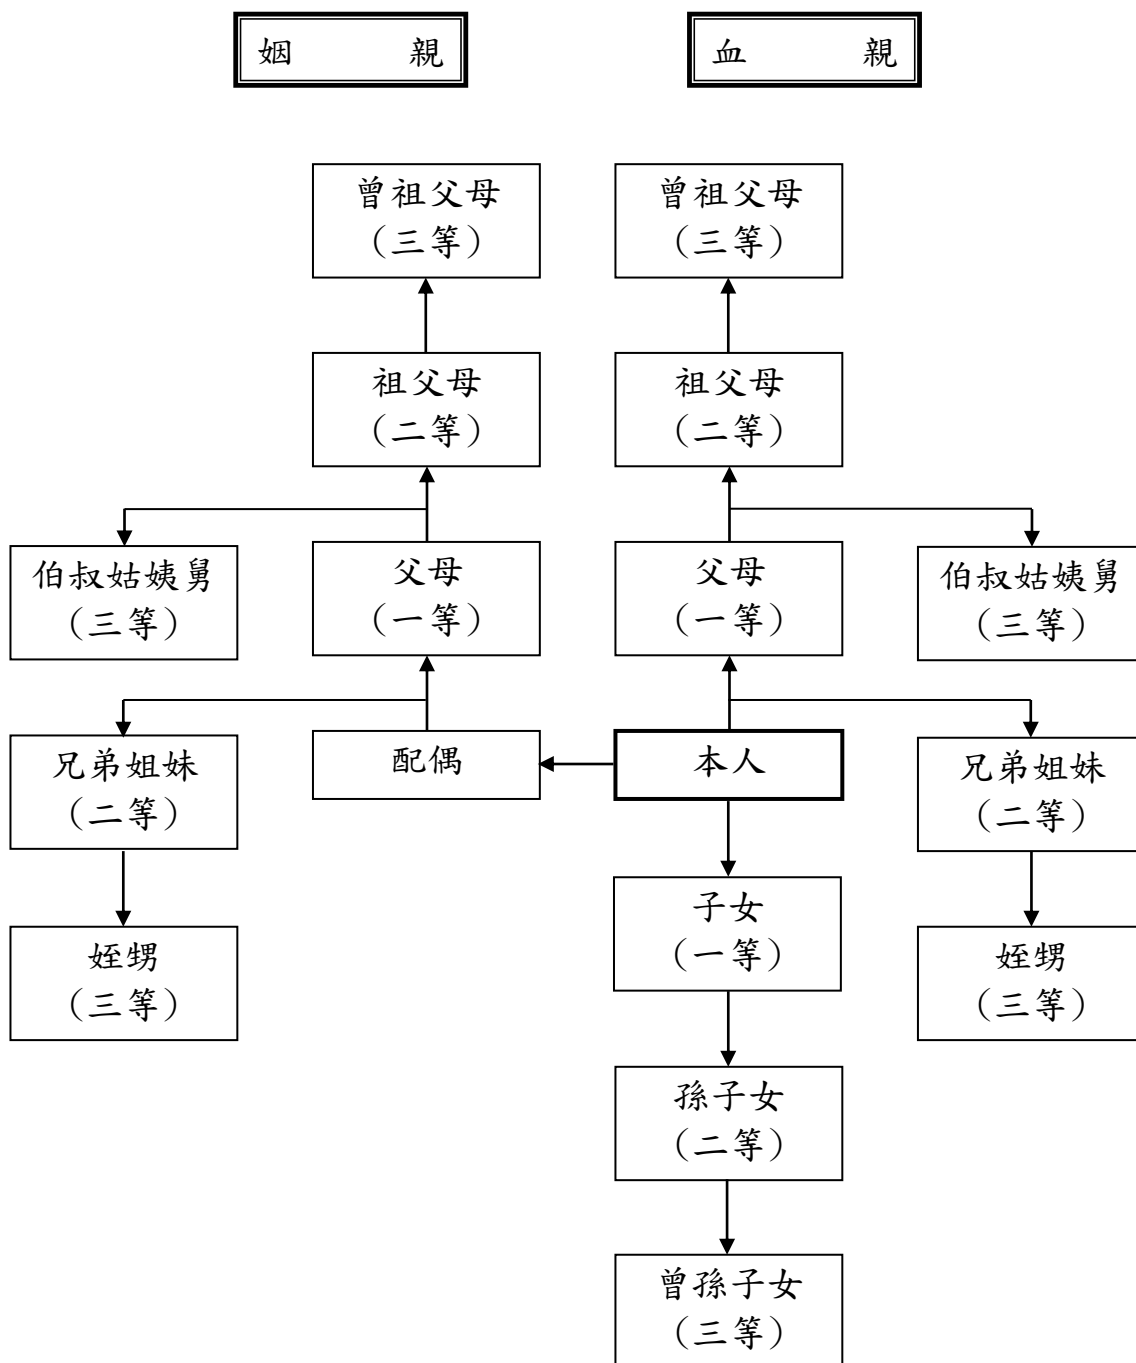 姻 親
血 親
曾祖父母
（三等）
曾祖父母
（三等）
祖父母
（二等）
祖父母
（二等）
伯叔姑姨舅
（三等）
父母
（一等）
父母
（一等）
伯叔姑姨舅
（三等）
兄弟姐妹
（二等）
配偶
本人
兄弟姐妹
（二等）
子女
（一等）
姪甥
（三等）
姪甥
（三等）
孫子女
（二等）
曾孫子女
（三等）